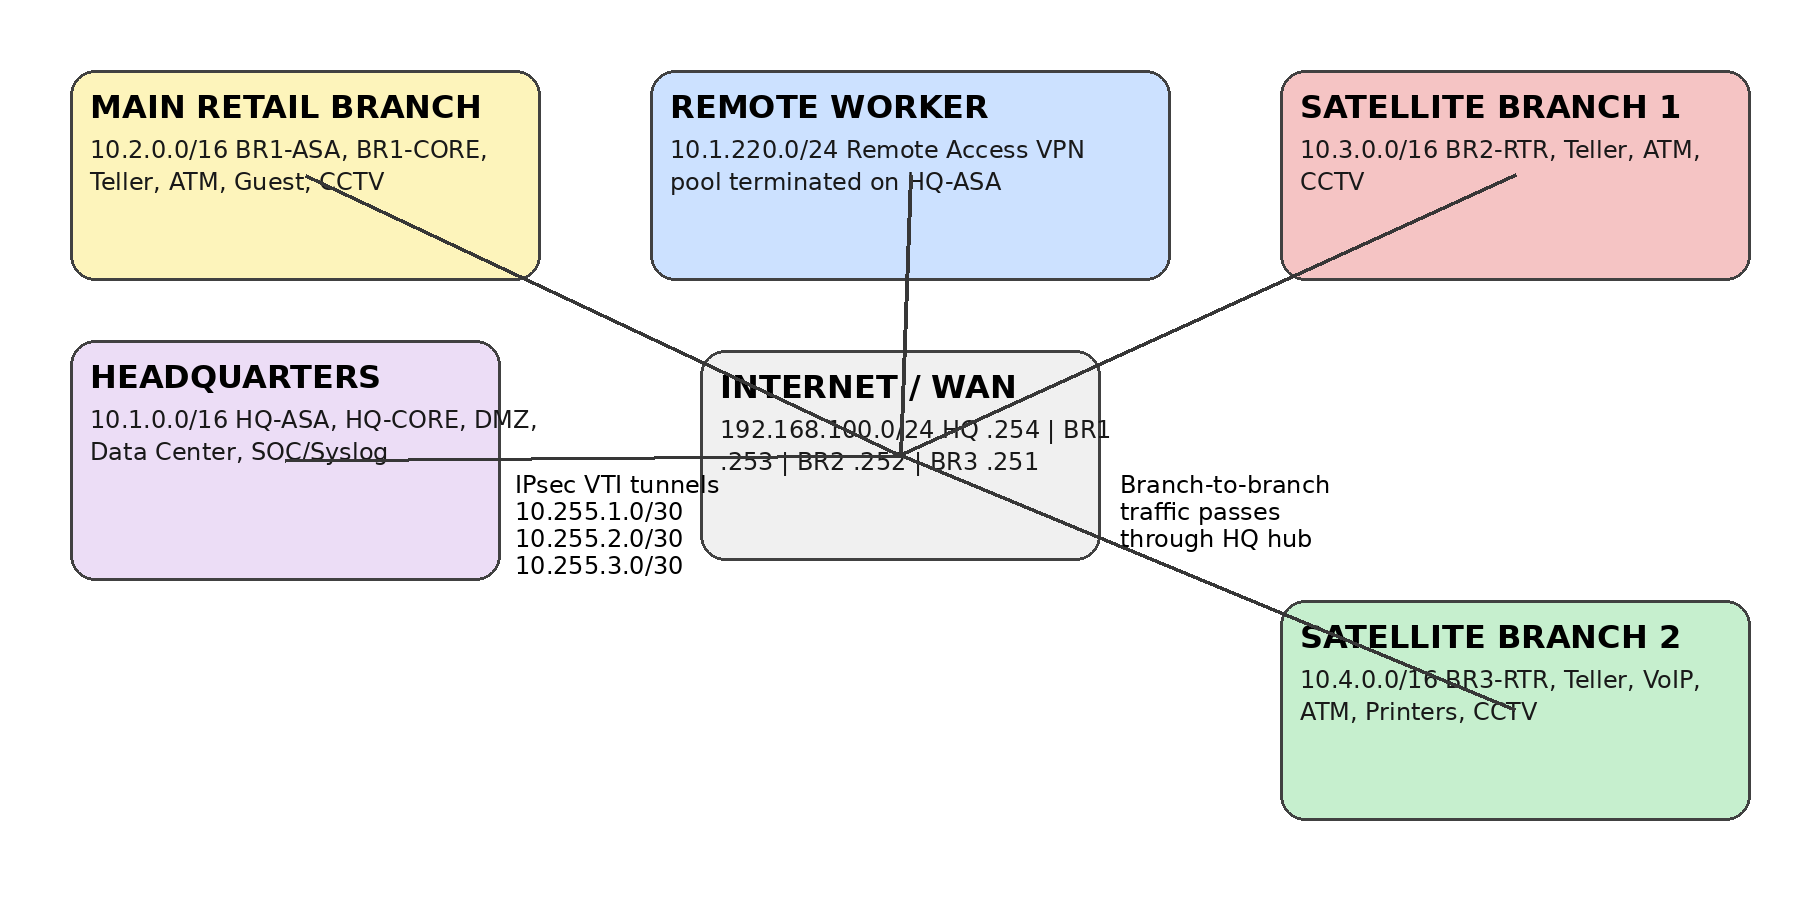 MAIN RETAIL BRANCH
10.2.0.0/16 BR1-ASA, BR1-CORE,
Teller, ATM, Guest, CCTV
REMOTE WORKER
10.1.220.0/24 Remote Access VPN
pool terminated on HQ-ASA
SATELLITE BRANCH 1
10.3.0.0/16 BR2-RTR, Teller, ATM,
CCTV
HEADQUARTERS
10.1.0.0/16 HQ-ASA, HQ-CORE, DMZ,
Data Center, SOC/Syslog
INTERNET / WAN
192.168.100.0/24 HQ .254 | BR1
.253 | BR2 .252 | BR3 .251
IPsec VTI tunnels
10.255.1.0/30
10.255.2.0/30
10.255.3.0/30
Branch-to-branch
traffic passes
through HQ hub
SATELLITE BRANCH 2
10.4.0.0/16 BR3-RTR, Teller, VoIP,
ATM, Printers, CCTV